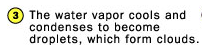 3 The water vapor cools and
condenses to become
droplets, which form clouds.